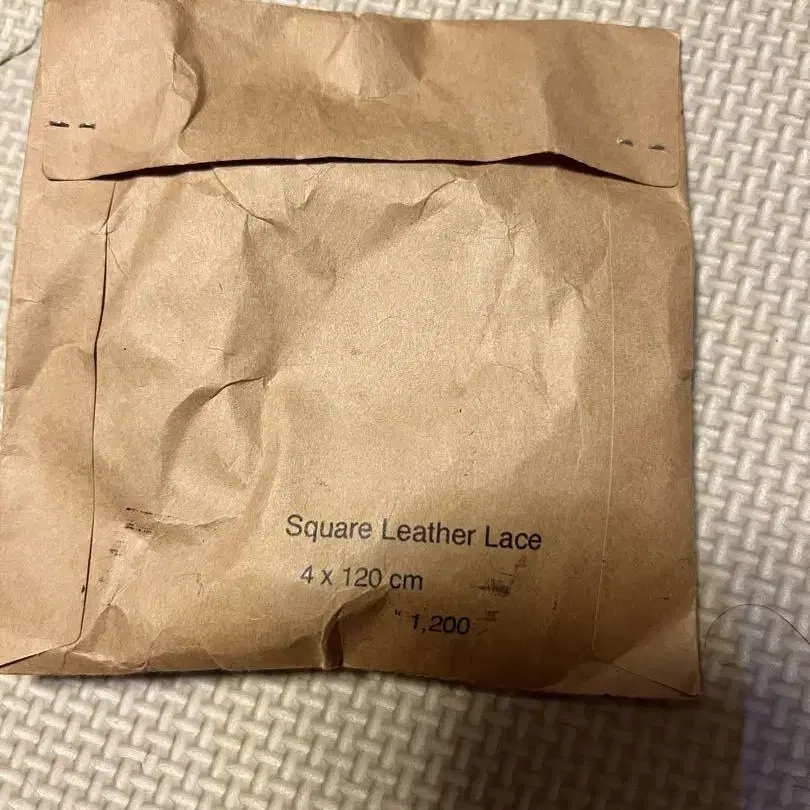 Square Leather Lace
4 x 120 cm
" 1,200